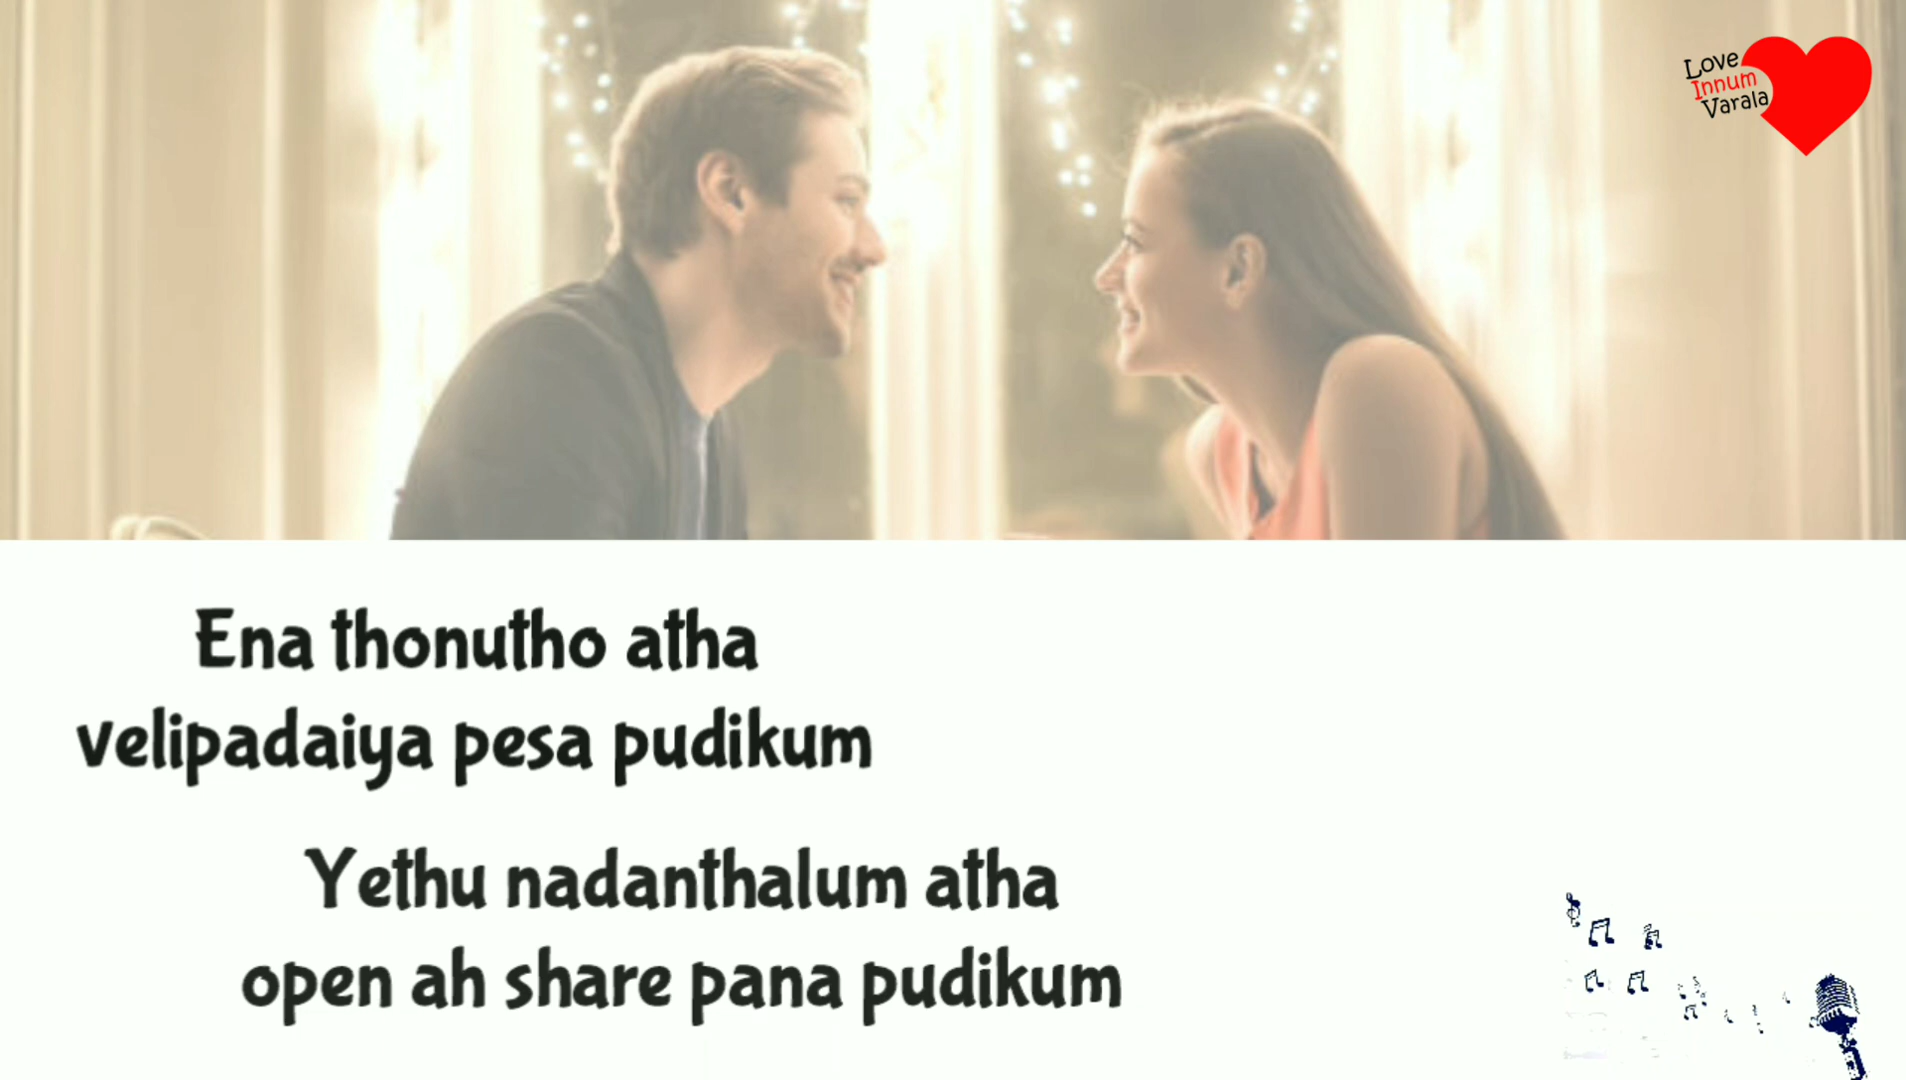 Love
Innum
Varala
Ena thonutho atha
velipadaiya pesa pudikum
Yethu nadanthalum atha
open ah share pana pudikum